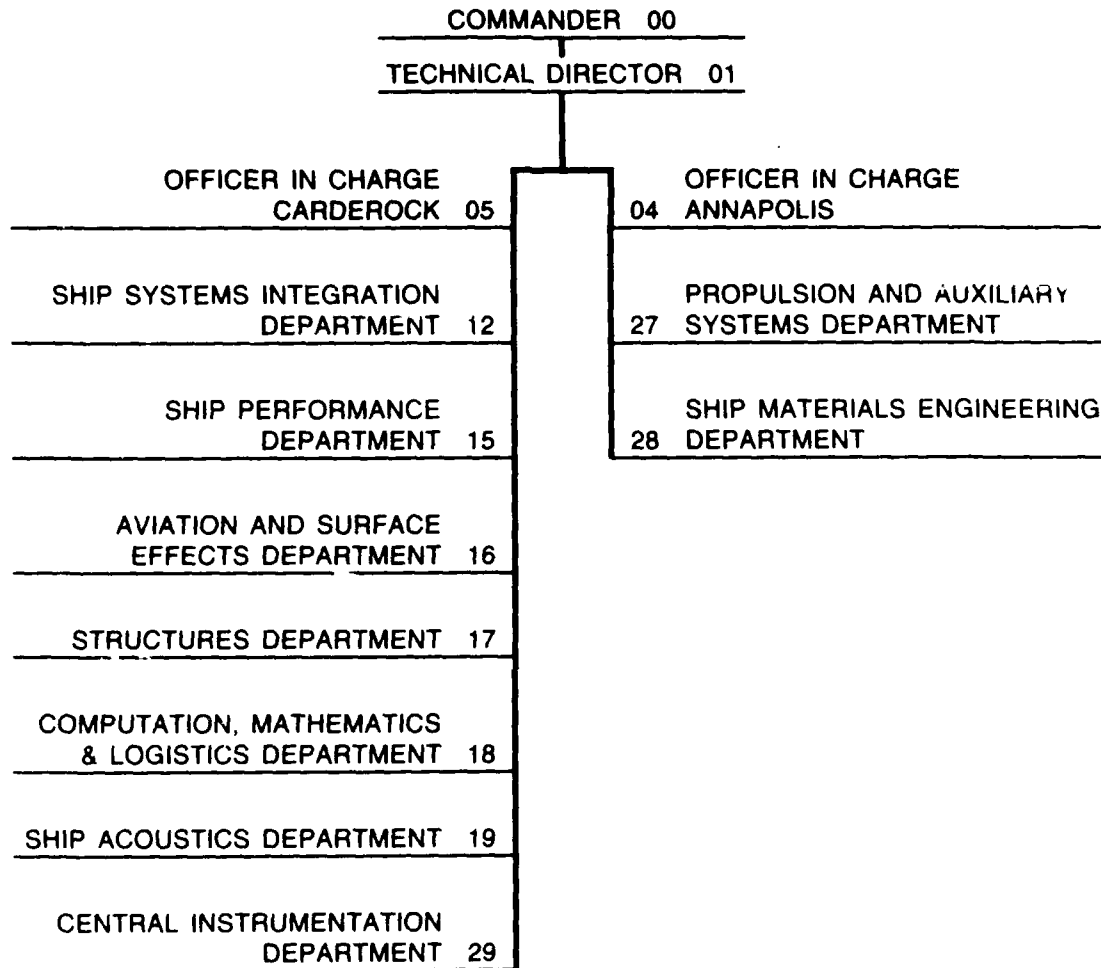 COMMANDER 00
TECHNICAL DIRECTOR 01
OFFICER IN CHARGE
CARDEROCK 05
OFFICER IN CHARGE
04 ANNAPOLIS
SHIP SYSTEMS INTEGRATION
DEPARTMENT 12
PROPULSION AND AUXILIARY
27 SYSTEMS DEPARTMENT
SHIP PERFORMANCE
DEPARTMENT 15
SHIP MATERIALS ENGINEERING
28 DEPARTMENT
AVIATION AND SURFACE
EFFECTS DEPARTMENT 16
STRUCTURES DEPARTMENT 17
COMPUTATION, MATHEMATICS
& LOGISTICS DEPARTMENT 18
SHIP ACOUSTICS DEPARTMENT 19
CENTRAL INSTRUMENTATION
DEPARTMENT 29